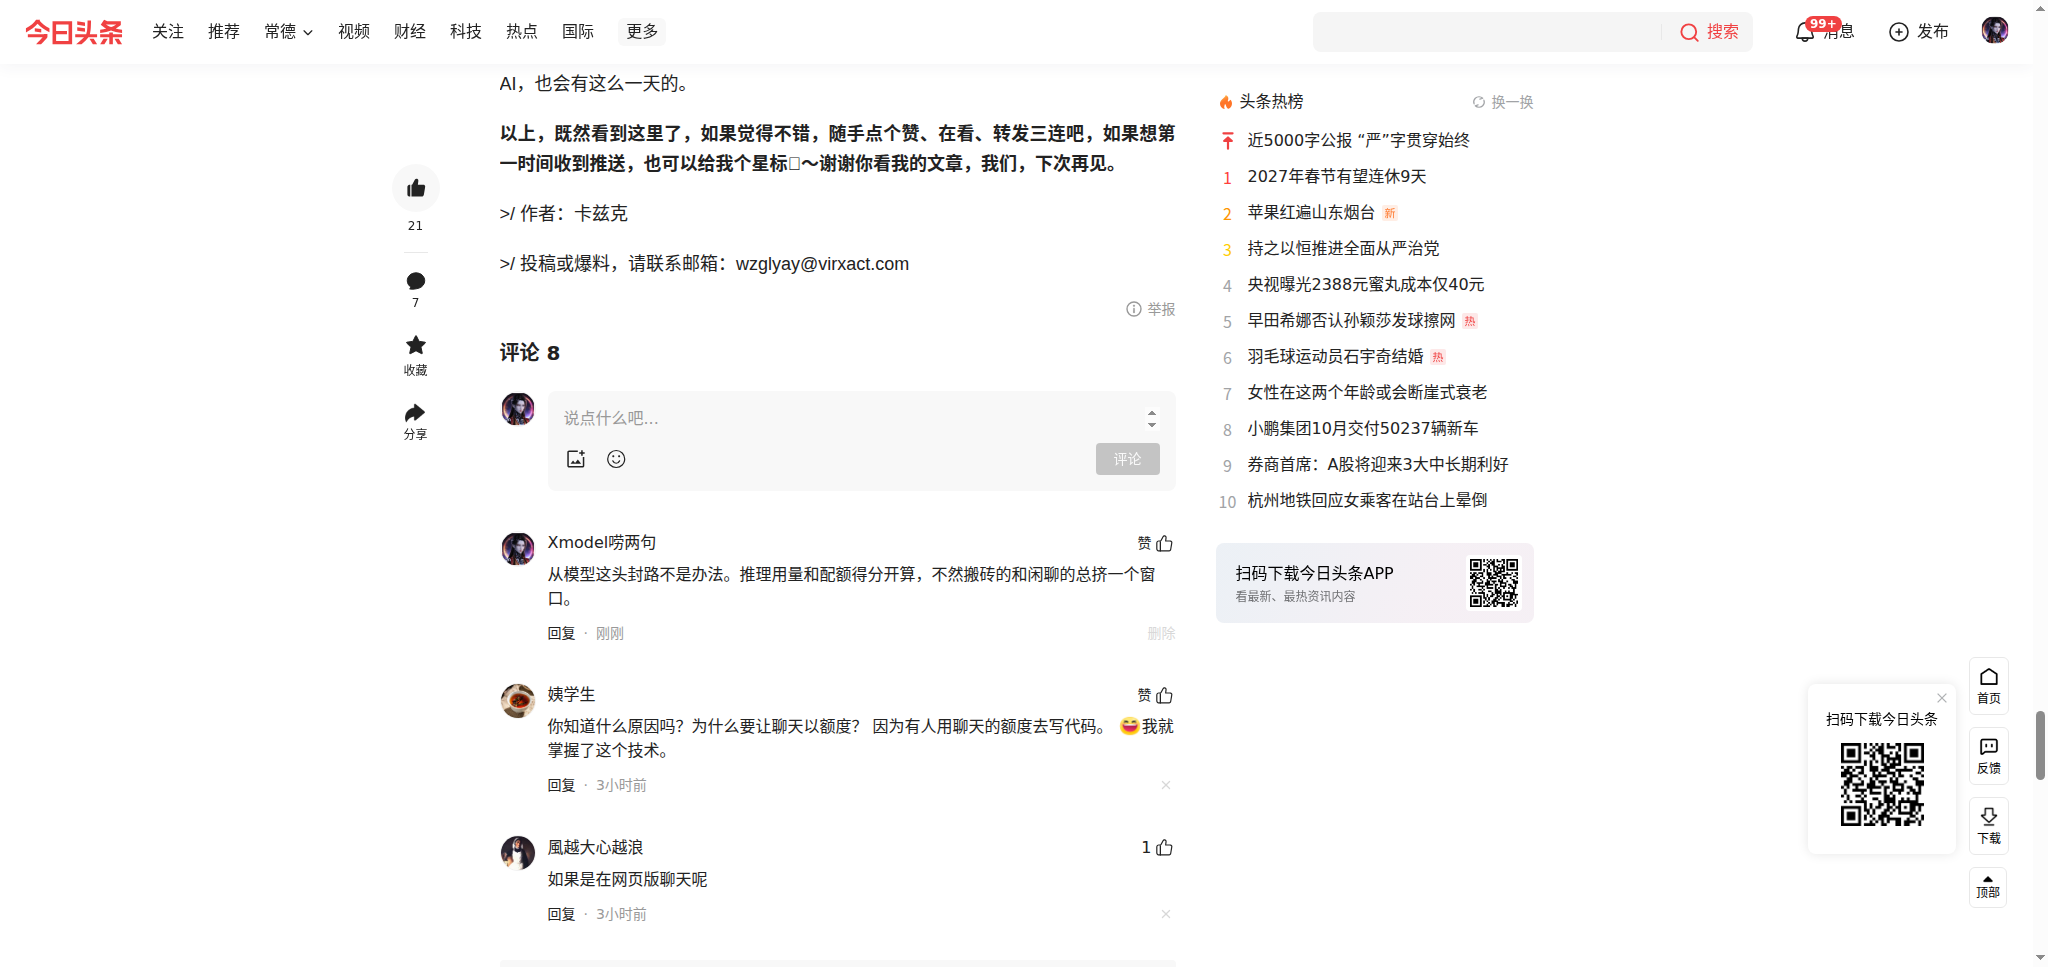 今日头条
关注 推荐 常德 视频 财经 科技 热点 国际 更多
搜索
99+
消息
发布
AI，也会有这么一天的。
以上，既然看到这里了，如果觉得不错，随手点个赞、在看、转发三连吧，如果想第
一时间收到推送，也可以给我个星标～谢谢你看我的文章，我们，下次再见。
>/ 作者：卡兹克
>/ 投稿或爆料，请联系邮箱：wzglyay@virxact.com
举报
21
7
收藏
分享
评论 8
说点什么吧...
评论
Xmodel唠两句
赞
从模型这头封路不是办法。推理用量和配额得分开算，不然搬砖的和闲聊的总挤一个窗
口。
回复 · 刚刚
删除
姨学生
赞
你知道什么原因吗？为什么要让聊天以额度？ 因为有人用聊天的额度去写代码。 😆我就
掌握了这个技术。
回复 · 3小时前
風越大心越浪
1
如果是在网页版聊天呢
回复 · 3小时前
头条热榜
换一换
近5000字公报 “严”字贯穿始终
1 2027年春节有望连休9天
2 苹果红遍山东烟台 新
3 持之以恒推进全面从严治党
4 央视曝光2388元蜜丸成本仅40元
5 早田希娜否认孙颖莎发球擦网 热
6 羽毛球运动员石宇奇结婚 热
7 女性在这两个年龄或会断崖式衰老
8 小鹏集团10月交付50237辆新车
9 券商首席：A股将迎来3大中长期利好
10 杭州地铁回应女乘客在站台上晕倒
扫码下载今日头条APP
看最新、最热资讯内容
扫码下载今日头条
首页
反馈
下载
顶部